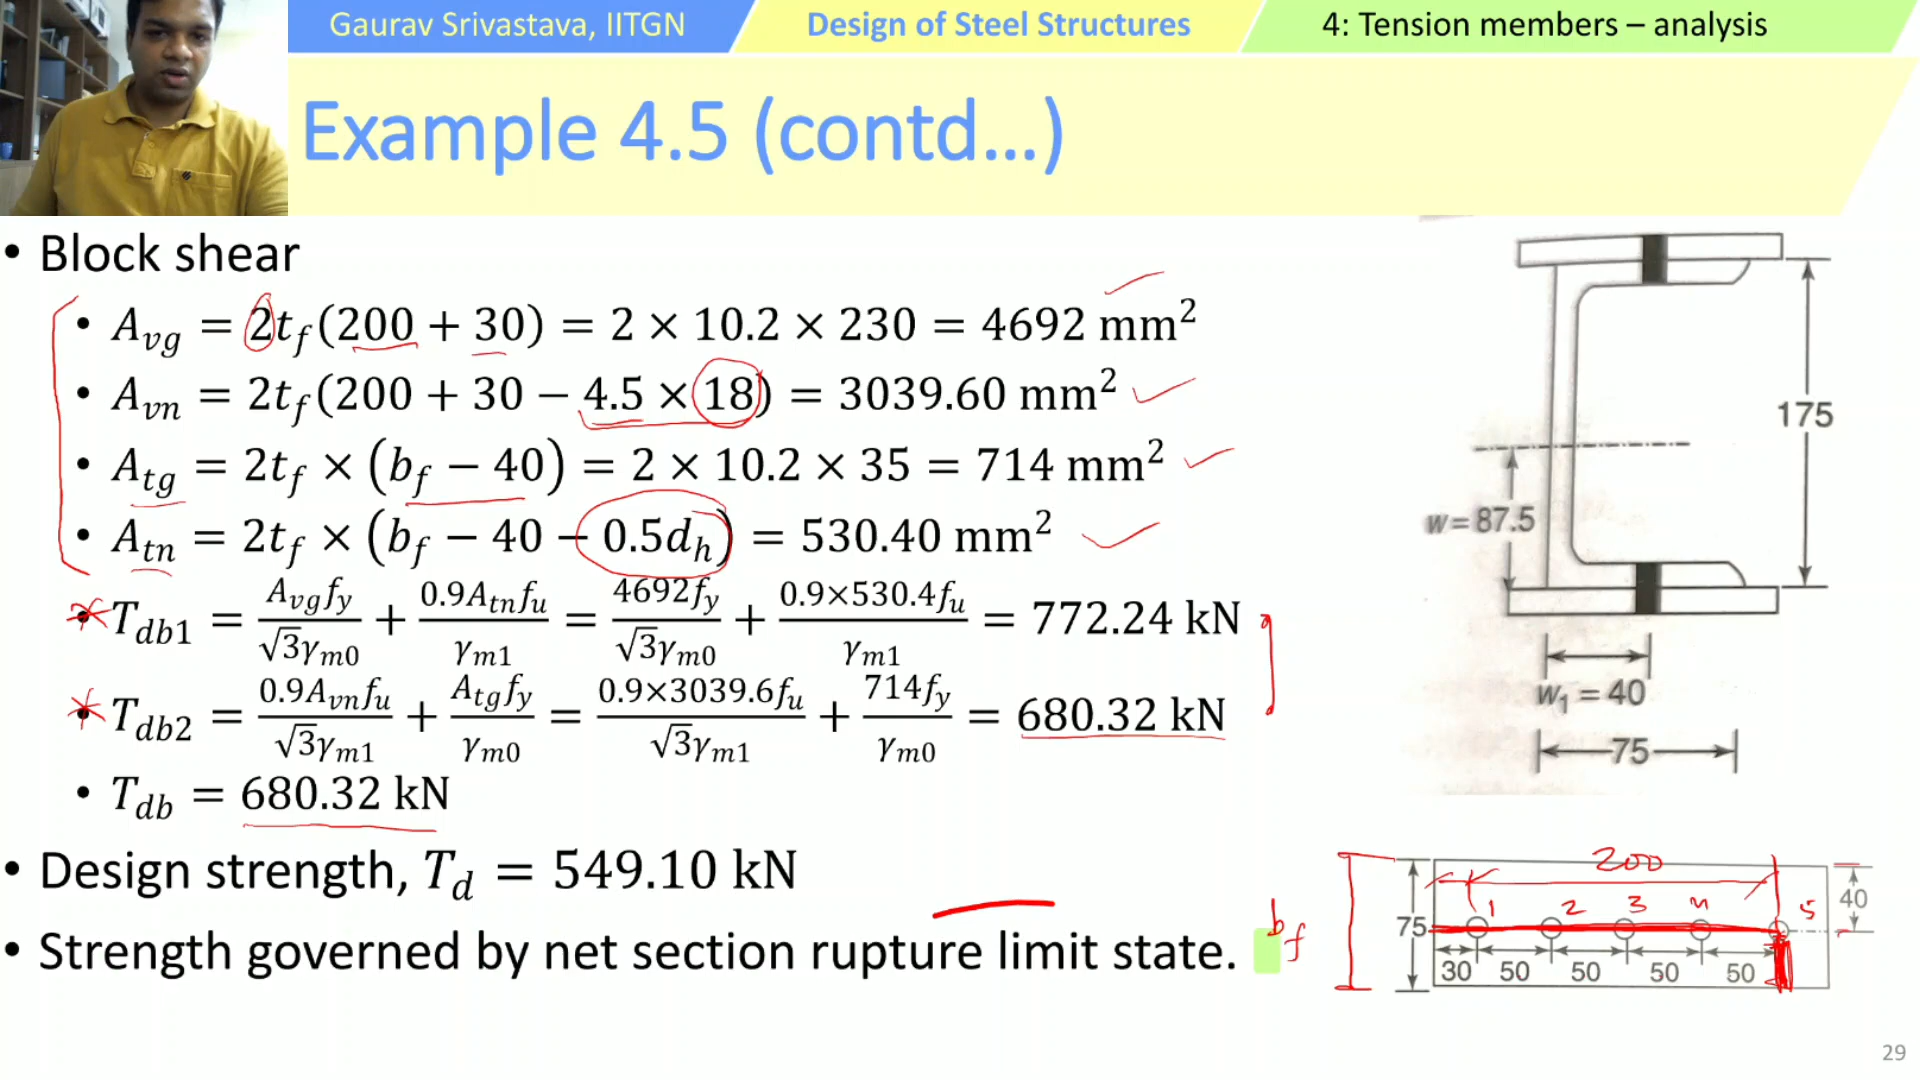 Gaurav Srivastava, IITGN
Design of Steel Structures
4: Tension members – analysis
Example 4.5 (contd...)
• Block shear
• A_vg = 2t_f(200 + 30) = 2 × 10.2 × 230 = 4692 mm²
• A_vn = 2t_f(200 + 30 − 4.5 × 18) = 3039.60 mm²
• A_tg = 2t_f × (b_f − 40) = 2 × 10.2 × 35 = 714 mm²
• A_tn = 2t_f × (b_f − 40 − 0.5d_h) = 530.40 mm²
• T_db1 = A_vg f_y / √3γ_m0 + 0.9A_tn f_u / γ_m1 = 4692f_y / √3γ_m0 + 0.9×530.4f_u / γ_m1 = 772.24 kN
• T_db2 = 0.9A_vn f_u / √3γ_m1 + A_tg f_y / γ_m0 = 0.9×3039.6f_u / √3γ_m1 + 714f_y / γ_m0 = 680.32 kN
• T_db = 680.32 kN
• Design strength, T_d = 549.10 kN
• Strength governed by net section rupture limit state.
175
w = 87.5
w₁ = 40
75
200
1 2 3 4 5
40
b_f
75
30 50 50 50 50
29